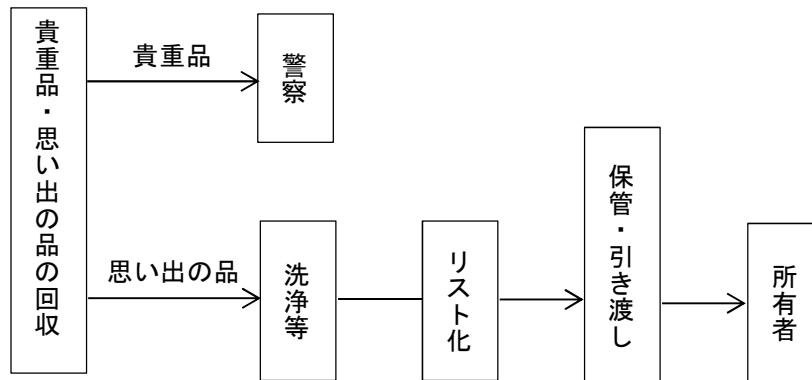 貴重品・思い出の品の回収
貴重品
警察
思い出の品
洗浄等
リスト化
保管・引き渡し
所有者